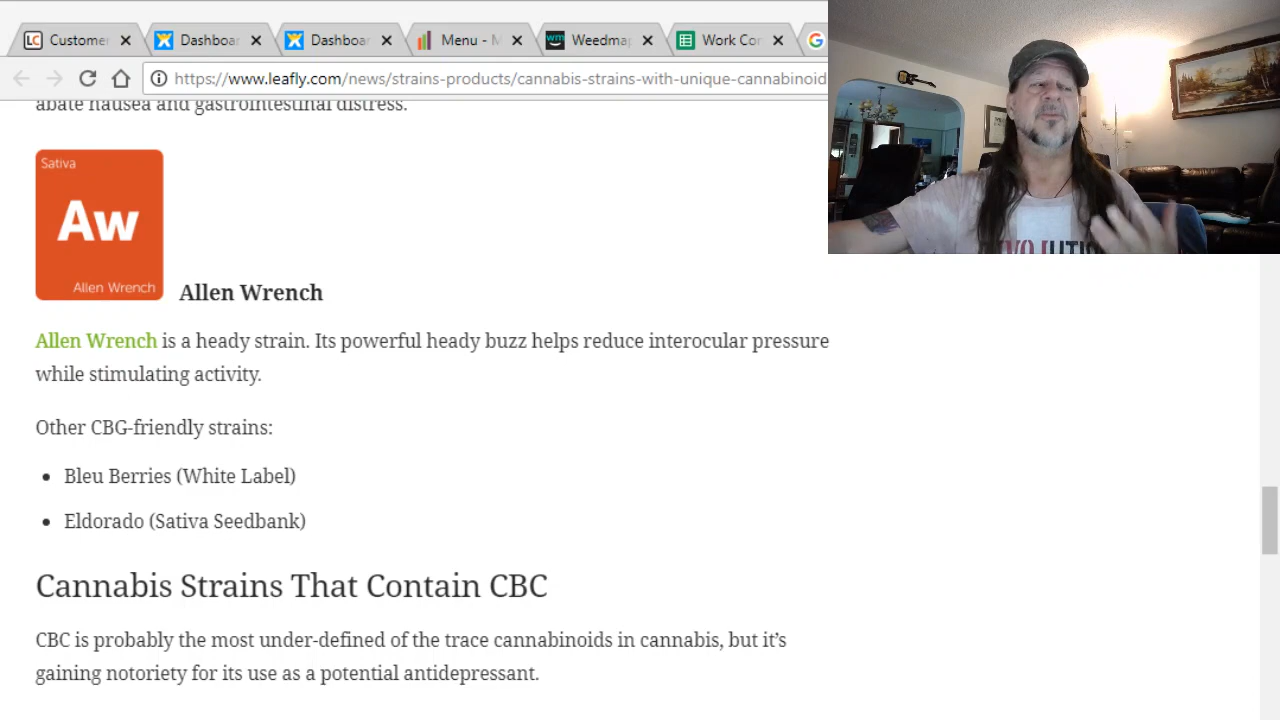 Custome
Dashboa
Dashboa
Menu - M
Weedma
Work Co
https://www.leafly.com/news/strains-products/cannabis-strains-with-unique-cannabinoid
abate nausea and gastrointestinal distress.
Sativa
Aw
Allen Wrench
Allen Wrench
Allen Wrench is a heady strain. Its powerful heady buzz helps reduce interocular pressure
while stimulating activity.
Other CBG-friendly strains:
Bleu Berries (White Label)
Eldorado (Sativa Seedbank)
Cannabis Strains That Contain CBC
CBC is probably the most under-defined of the trace cannabinoids in cannabis, but it’s
gaining notoriety for its use as a potential antidepressant.